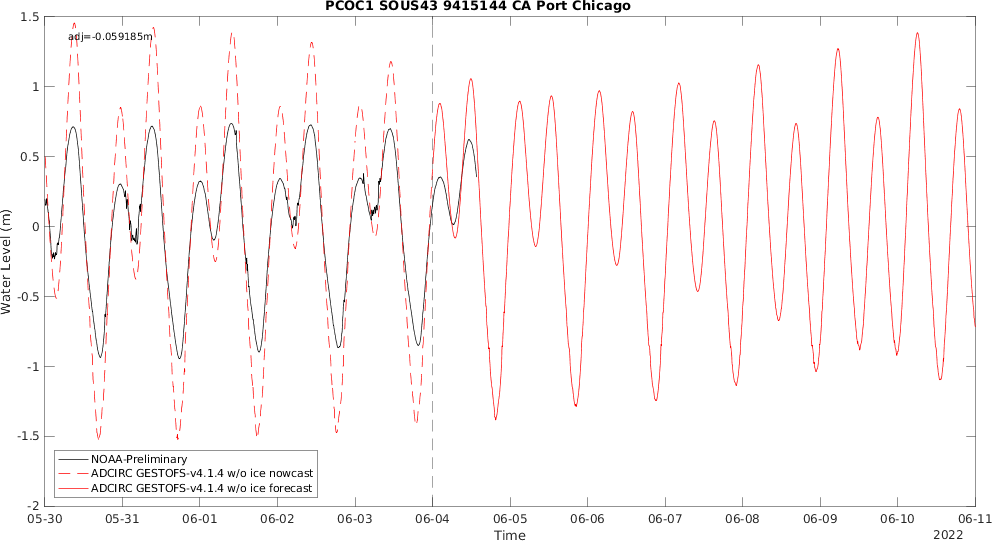 PCOC1 SOUS43 9415144 CA Port Chicago
adj=-0.059185m
1.5
1
0.5
0
-0.5
-1
-1.5
-2
Water Level (m)
NOAA-Preliminary
ADCIRC GESTOFS-v4.1.4 w/o ice nowcast
ADCIRC GESTOFS-v4.1.4 w/o ice forecast
05-30 05-31 06-01 06-02 06-03 06-04 06-05 06-06 06-07 06-08 06-09 06-10 06-11
Time
2022